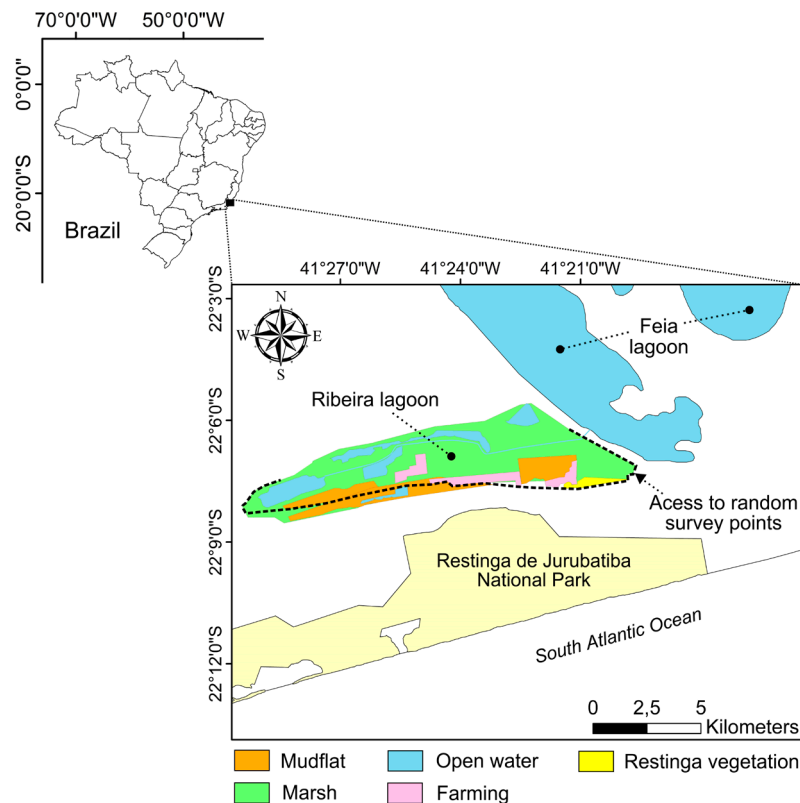 70°0'0"W 50°0'0"W
0°0'0"
20°0'0"S
Brazil
41°27'0"W 41°24'0"W 41°21'0"W
22°3'0"S
N
W E
S
Feia
lagoon
Ribeira lagoon
22°6'0"S
Acess to random
survey points
22°9'0"S
Restinga de Jurubatiba
National Park
South Atlantic Ocean
22°12'0"S
0 2,5 5
Kilometers
Mudflat Open water Restinga vegetation
Marsh Farming